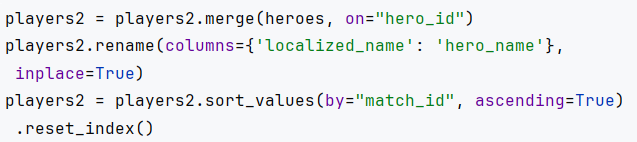 players2 = players2.merge(heroes, on="hero_id")
players2.rename(columns={'localized_name': 'hero_name'},
 inplace=True)
players2 = players2.sort_values(by="match_id", ascending=True)
 .reset_index()